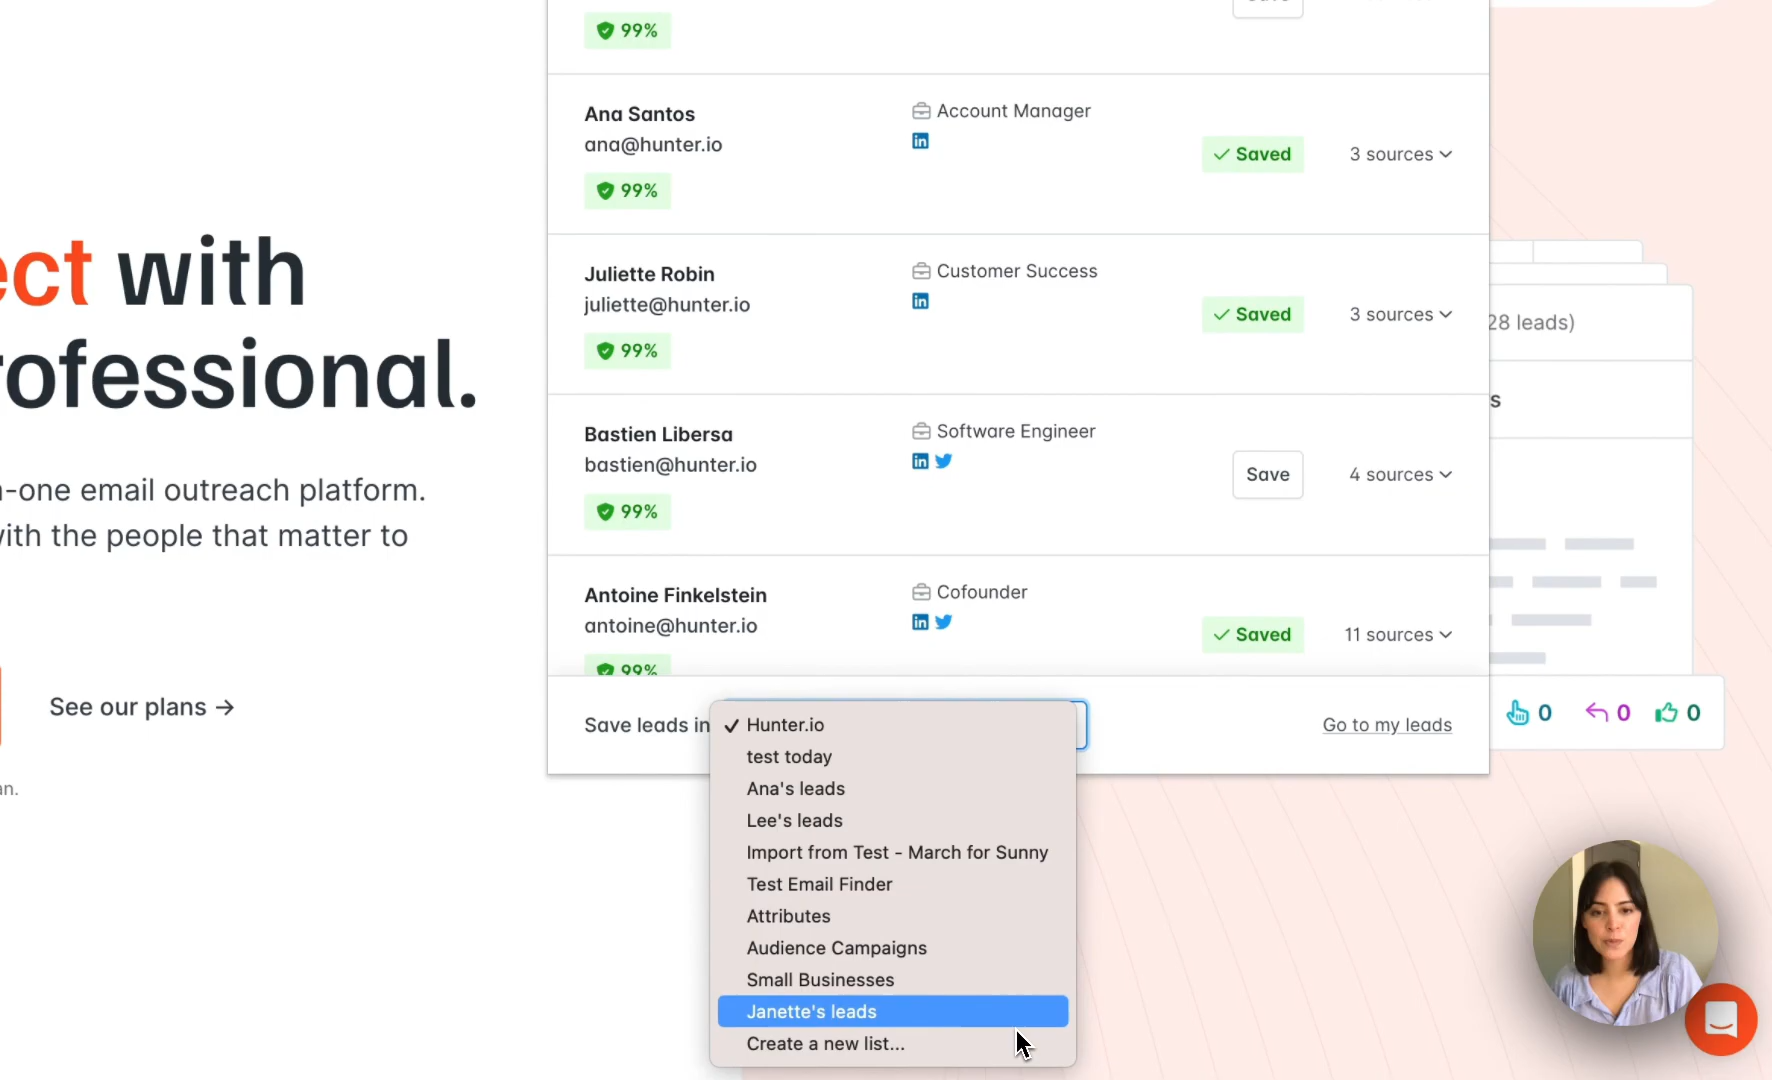 99%
Ana Santos
ana@hunter.io
99%
Account Manager
Saved
3 sources
Juliette Robin
juliette@hunter.io
99%
Customer Success
Saved
3 sources
Bastien Libersa
bastien@hunter.io
99%
Software Engineer
Save
4 sources
Antoine Finkelstein
antoine@hunter.io
99%
Cofounder
Saved
11 sources
Save leads in
Go to my leads
Hunter.io
test today
Ana's leads
Lee's leads
Import from Test - March for Sunny
Test Email Finder
Attributes
Audience Campaigns
Small Businesses
Janette's leads
Create a new list...
ect with
rofessional.
-one email outreach platform.
ith the people that matter to
See our plans →
an.
28 leads)
s
0 0 0